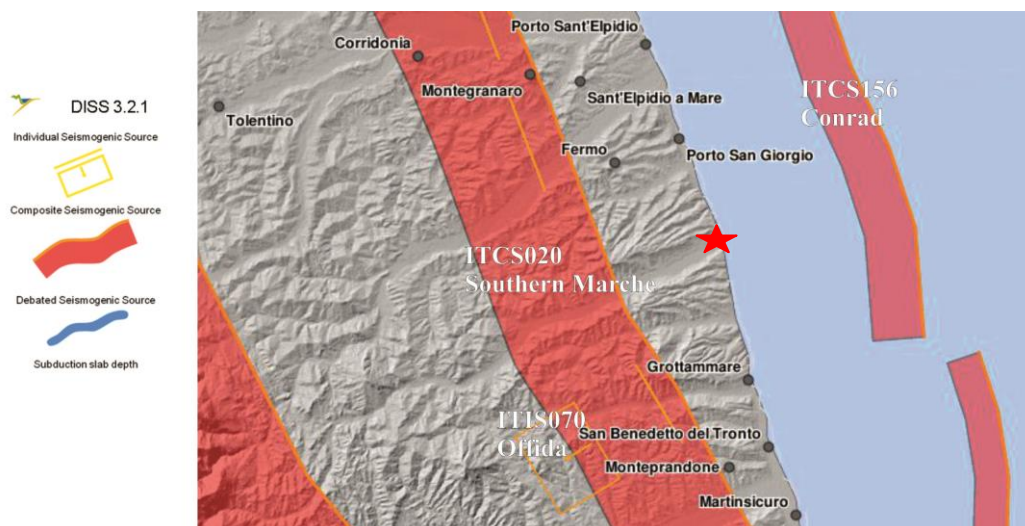 DISS 3.2.1
Individual Seismogenic Source
Composite Seismogenic Source
Debated Seismogenic Source
Subduction slab depth
Porto Sant'Elpidio
Corridonia
Montegranaro
Sant'Elpidio a Mare
Tolentino
Fermo
Porto San Giorgio
ITCS156
Conrad
ITCS020
Southern Marche
Grottammare
ITIS070
Offida
San Benedetto del Tronto
Monteprandone
Martinsicuro